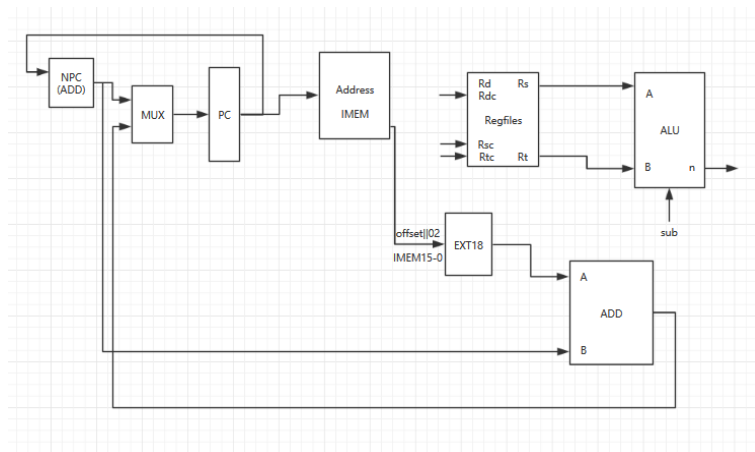 NPC
(ADD)
MUX
PC
Address
IMEM
Rd Rs
Rdc
Regfiles
Rsc
Rtc Rt
A
ALU
B n
sub
offset||02
IMEM15-0
EXT18
A
ADD
B